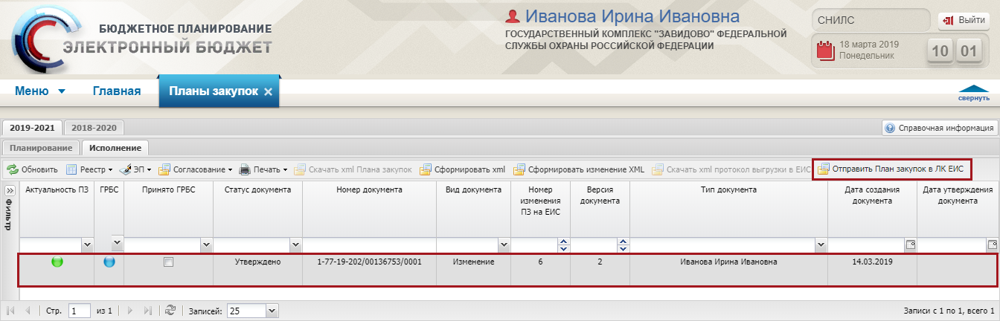 БЮДЖЕТНОЕ ПЛАНИРОВАНИЕ
ЭЛЕКТРОННЫЙ БЮДЖЕТ
Иванова Ирина Ивановна
ГОСУДАРСТВЕННЫЙ КОМПЛЕКС "ЗАВИДОВО" ФЕДЕРАЛЬНОЙ
СЛУЖБЫ ОХРАНЫ РОССИЙСКОЙ ФЕДЕРАЦИИ
СНИЛС
Выйти
18 марта 2019
Понедельник
10 01
Меню Главная Планы закупок
свернуть
2019-2021 2018-2020 Справочная информация
Планирование Исполнение
Обновить Реестр ЭП Согласование Печать Скачать xml Плана закупок Сформировать xml Сформировать изменение XML Скачать xml протокол выгрузки в ЕИС Отправить План закупок в ЛК ЕИС
Фильтр
Актуальность ПЗ ГРБС Принято ГРБС Статус документа Номер документа Вид документа Номер изменения ПЗ на ЕИС Версия документа Тип документа Дата создания документа Дата утверждения документа
Утверждено 1-77-19-202/00136753/0001 Изменение 6 2 Иванова Ирина Ивановна 14.03.2019
Стр. 1 из 1 Записей: 25 Записи с 1 по 1, всего 1